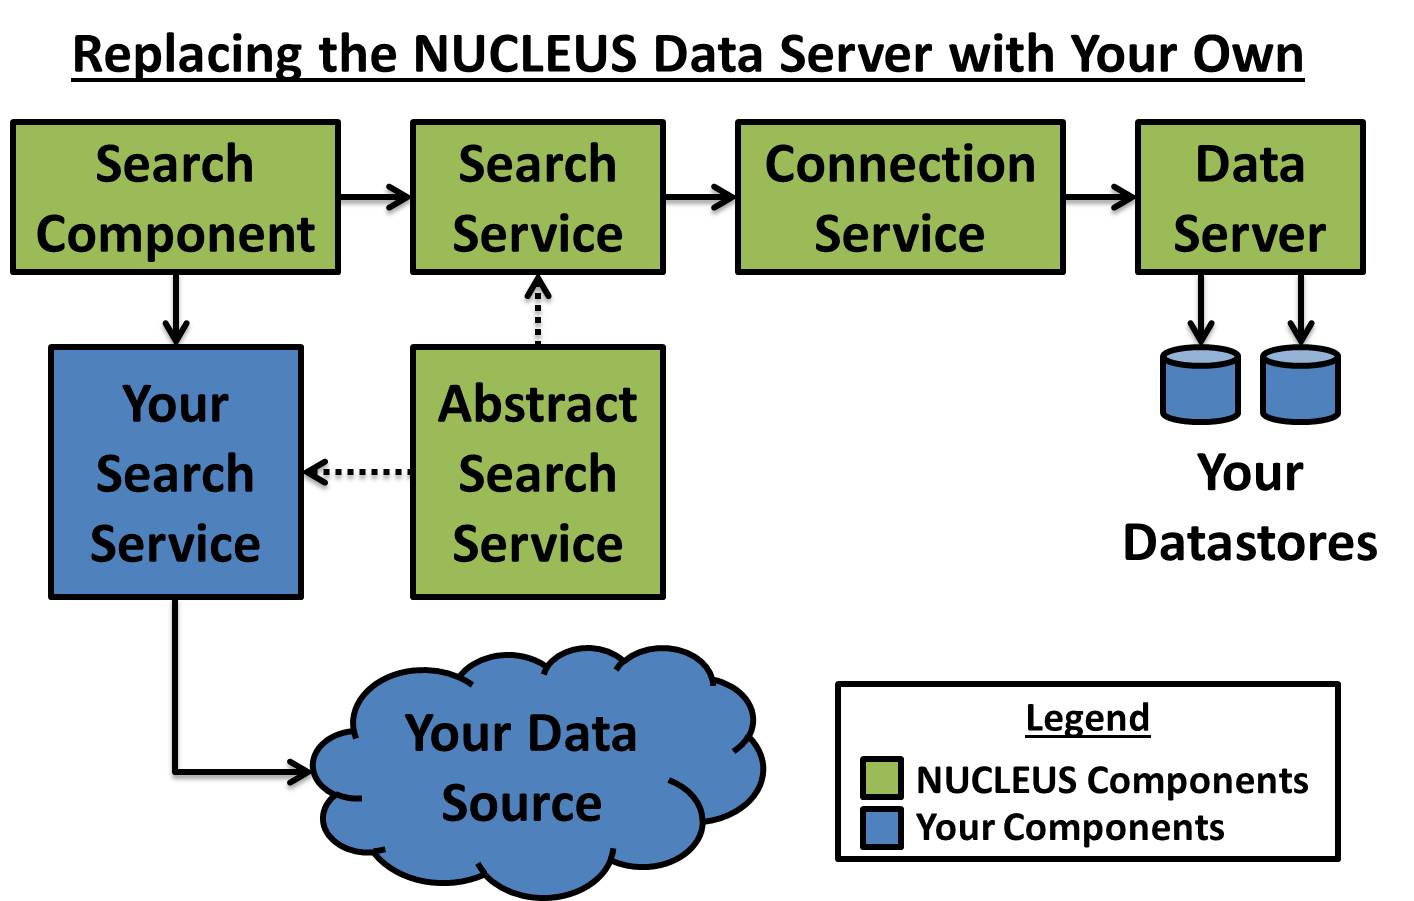 Replacing the NUCLEUS Data Server with Your Own
Search
Component
Search
Service
Connection
Service
Data
Server
Your
Search
Service
Abstract
Search
Service
Your
Datastores
Your Data
Source
Legend
NUCLEUS Components
Your Components